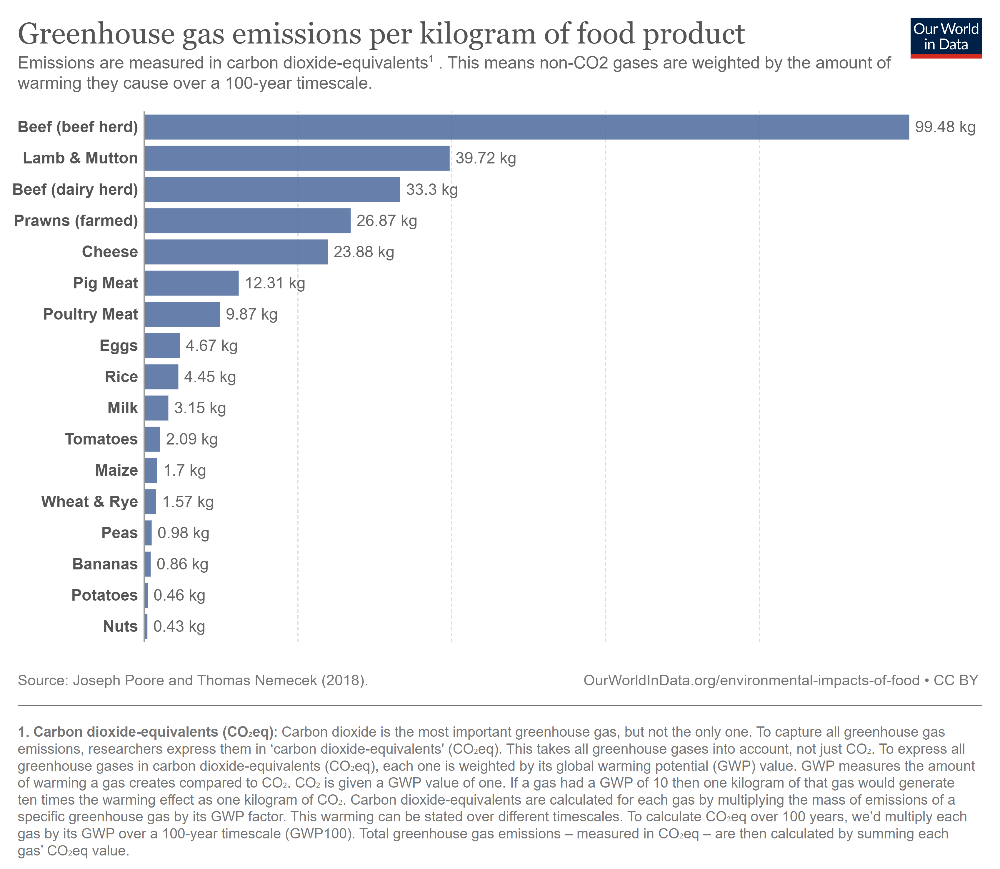 Greenhouse gas emissions per kilogram of food product
Our World
in Data
Emissions are measured in carbon dioxide-equivalents¹ . This means non-CO2 gases are weighted by the amount of
warming they cause over a 100-year timescale.
Beef (beef herd) 99.48 kg
Lamb & Mutton 39.72 kg
Beef (dairy herd) 33.3 kg
Prawns (farmed) 26.87 kg
Cheese 23.88 kg
Pig Meat 12.31 kg
Poultry Meat 9.87 kg
Eggs 4.67 kg
Rice 4.45 kg
Milk 3.15 kg
Tomatoes 2.09 kg
Maize 1.7 kg
Wheat & Rye 1.57 kg
Peas 0.98 kg
Bananas 0.86 kg
Potatoes 0.46 kg
Nuts 0.43 kg
Source: Joseph Poore and Thomas Nemecek (2018).
OurWorldInData.org/environmental-impacts-of-food • CC BY
1. Carbon dioxide-equivalents (CO₂eq): Carbon dioxide is the most important greenhouse gas, but not the only one. To capture all greenhouse gas
emissions, researchers express them in ‘carbon dioxide-equivalents' (CO₂eq). This takes all greenhouse gases into account, not just CO₂. To express all
greenhouse gases in carbon dioxide-equivalents (CO₂eq), each one is weighted by its global warming potential (GWP) value. GWP measures the amount
of warming a gas creates compared to CO₂. CO₂ is given a GWP value of one. If a gas had a GWP of 10 then one kilogram of that gas would generate
ten times the warming effect as one kilogram of CO₂. Carbon dioxide-equivalents are calculated for each gas by multiplying the mass of emissions of a
specific greenhouse gas by its GWP factor. This warming can be stated over different timescales. To calculate CO₂eq over 100 years, we’d multiply each
gas by its GWP over a 100-year timescale (GWP100). Total greenhouse gas emissions – measured in CO₂eq – are then calculated by summing each
gas’ CO₂eq value.